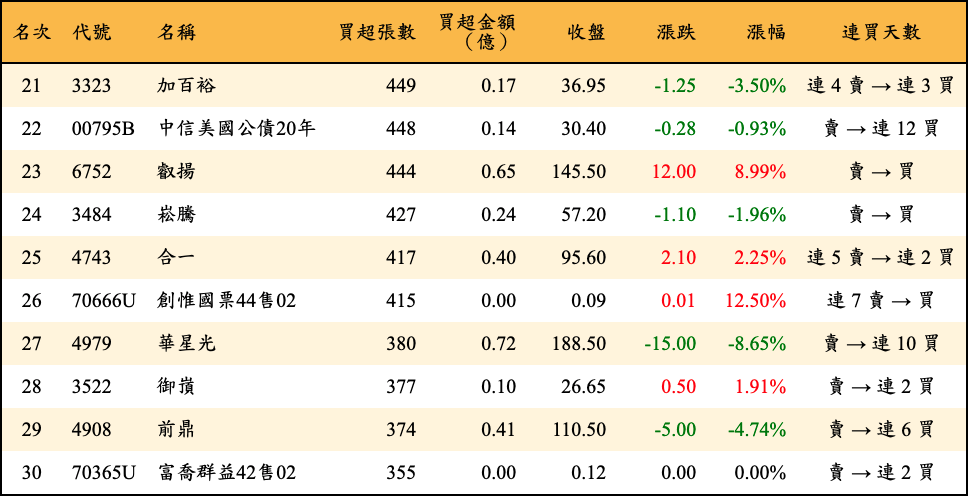 名次 代號 名稱 買超張數 買超金額（億） 收盤 漲跌 漲幅 連買天數
21 3323 加百裕 449 0.17 36.95 -1.25 -3.50% 連 4 賣 → 連 3 買
22 00795B 中信美國公債20年 448 0.14 30.40 -0.28 -0.93% 賣 → 連 12 買
23 6752 叡揚 444 0.65 145.50 12.00 8.99% 賣 → 買
24 3484 崧騰 427 0.24 57.20 -1.10 -1.96% 賣 → 買
25 4743 合一 417 0.40 95.60 2.10 2.25% 連 5 賣 → 連 2 買
26 70666U 創惟國票44售02 415 0.00 0.09 0.01 12.50% 連 7 賣 → 買
27 4979 華星光 380 0.72 188.50 -15.00 -8.65% 賣 → 連 10 買
28 3522 御嵿 377 0.10 26.65 0.50 1.91% 賣 → 連 2 買
29 4908 前鼎 374 0.41 110.50 -5.00 -4.74% 賣 → 連 6 買
30 70365U 富喬群益42售02 355 0.00 0.12 0.00 0.00% 賣 → 連 2 買